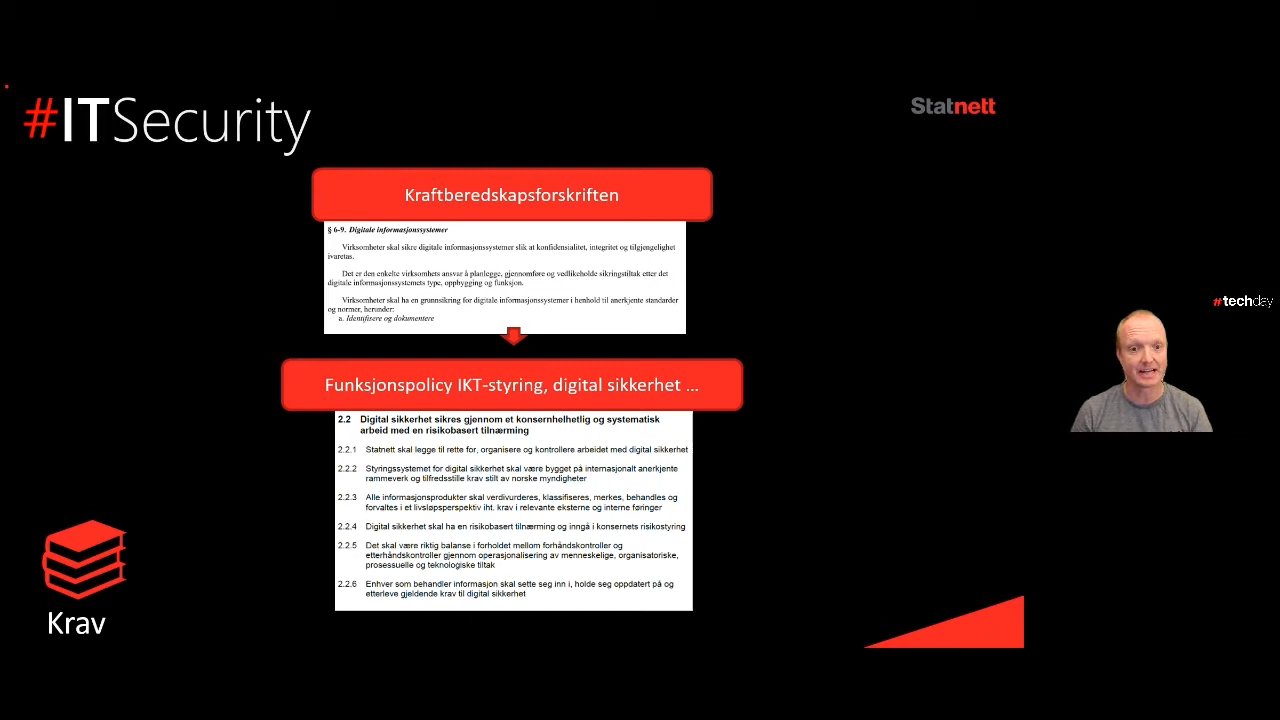 #ITSecurity
Statnett
Kraftberedskapsforskriften
§ 6-9. Digitale informasjonssystemer
Virksomheter skal sikre digitale informasjonssystemer slik at konfidensialitet, integritet og tilgjengelighet
ivaretas.
Det er den enkelte virksomhets ansvar å planlegge, gjennomføre og vedlikeholde sikringstiltak etter det
digitale informasjonssystemets type, oppbygging og funksjon.
Virksomheter skal ha en grunnsikring for digitale informasjonssystemer i henhold til anerkjente standarder
og normer, herunder:
a. Identifisere og dokumentere
#techday
Funksjonspolicy IKT-styring, digital sikkerhet ...
2.2 Digital sikkerhet sikres gjennom et konsernhelhetlig og systematisk
arbeid med en risikobasert tilnærming
2.2.1 Statnett skal legge til rette for, organisere og kontrollere arbeidet med digital sikkerhet
2.2.2 Styringssystemet for digital sikkerhet skal være bygget på internasjonalt anerkjente
rammeverk og tilfredsstille krav stilt av norske myndigheter
2.2.3 Alle informasjonsprodukter skal verdivurderes, klassifiseres, merkes, behandles og
forvaltes i et livsløpsperspektiv iht. krav i relevante eksterne og interne føringer
2.2.4 Digital sikkerhet skal ha en risikobasert tilnærming og inngå i konsernets risikostyring
2.2.5 Det skal være riktig balanse i forholdet mellom forhåndskontroller og
etterhåndskontroller gjennom operasjonalisering av menneskelige, organisatoriske,
prosessuelle og teknologiske tiltak
2.2.6 Enhver som behandler informasjon skal sette seg inn i, holde seg oppdatert på og
etterleve gjeldende krav til digital sikkerhet
Krav